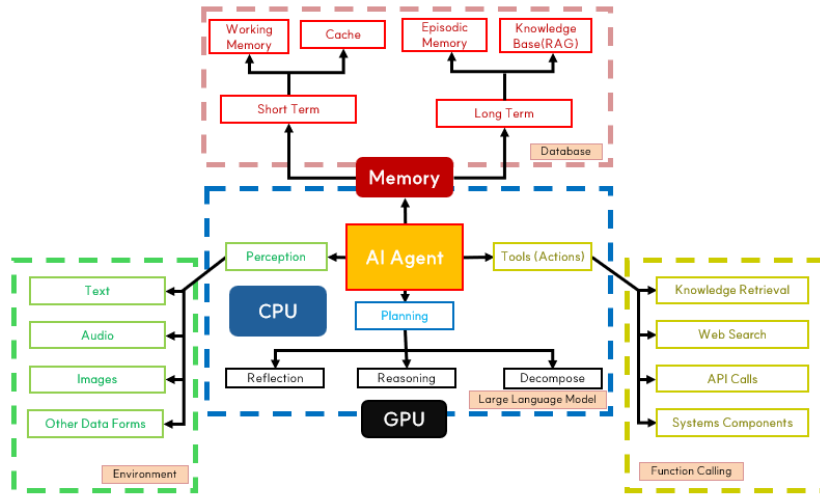 Working
Memory
Cache
Episodic
Memory
Knowledge
Base(RAG)
Short Term
Long Term
Database
Memory
Perception
AI Agent
Tools (Actions)
Text
Audio
Images
Other Data Forms
Environment
CPU
Planning
Reflection
Reasoning
Decompose
Large Language Model
GPU
Knowledge Retrieval
Web Search
API Calls
Systems Components
Function Calling